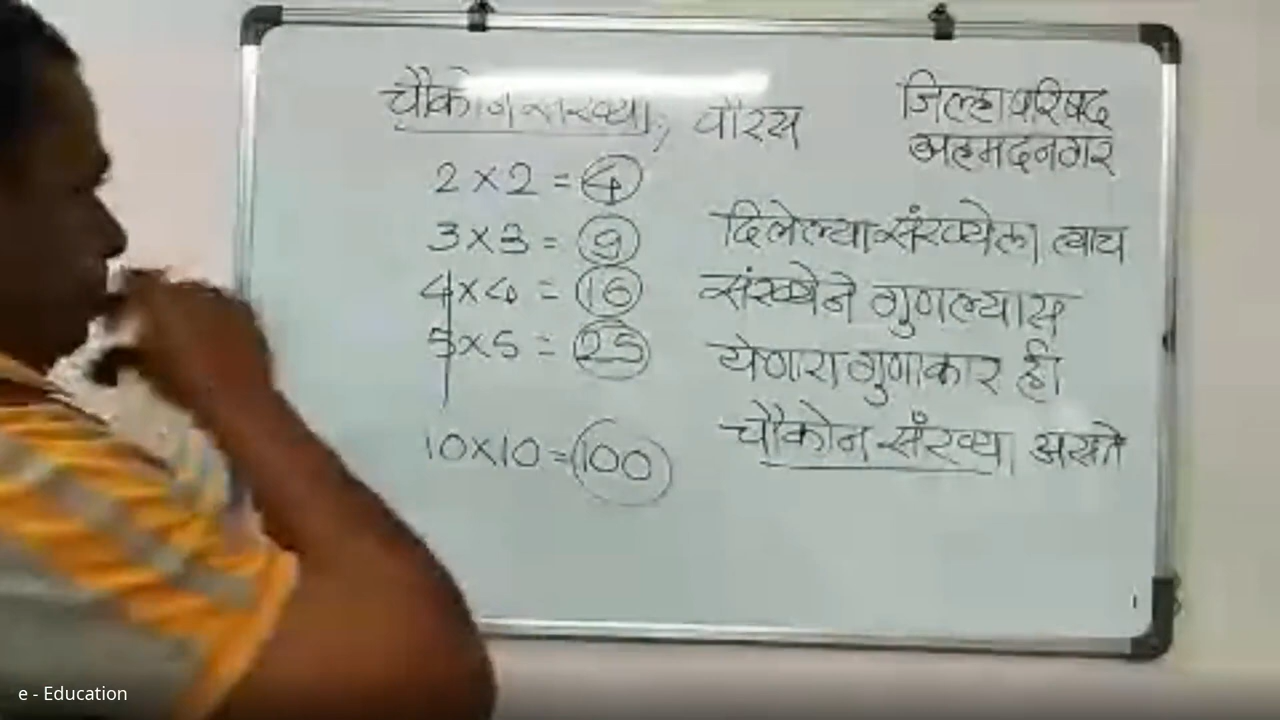 चौकोन संख्या, चौरस
जिल्हा परिषद
अहमदनगर
2 × 2 = 4
3 × 3 = 9
4 × 4 = 16
5 × 5 = 25
10 × 10 = 100
दिलेल्या संख्येला त्याच
संख्येने गुणल्यास
येणारा गुणाकार ही
चौकोन संख्या असते
e - Education